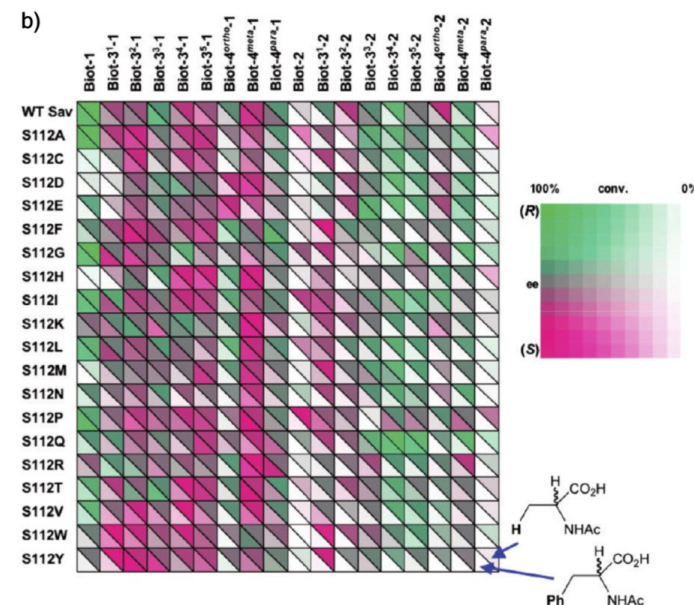 b)
Biot-1
Biot-3¹-1
Biot-3²-1
Biot-3³-1
Biot-3⁴-1
Biot-3⁵-1
Biot-4ortho-1
Biot-4meta-1
Biot-4para-1
Biot-2
Biot-3¹-2
Biot-3²-2
Biot-3³-2
Biot-3⁴-2
Biot-3⁵-2
Biot-4ortho-2
Biot-4meta-2
Biot-4para-2
WT Sav
S112A
S112C
S112D
S112E
S112F
S112G
S112H
S112I
S112K
S112L
S112M
S112N
S112P
S112Q
S112R
S112T
S112V
S112W
S112Y
100% conv. 0%
(R)
ee
(S)
H
CO₂H
H
NHAc
H
CO₂H
Ph
NHAc